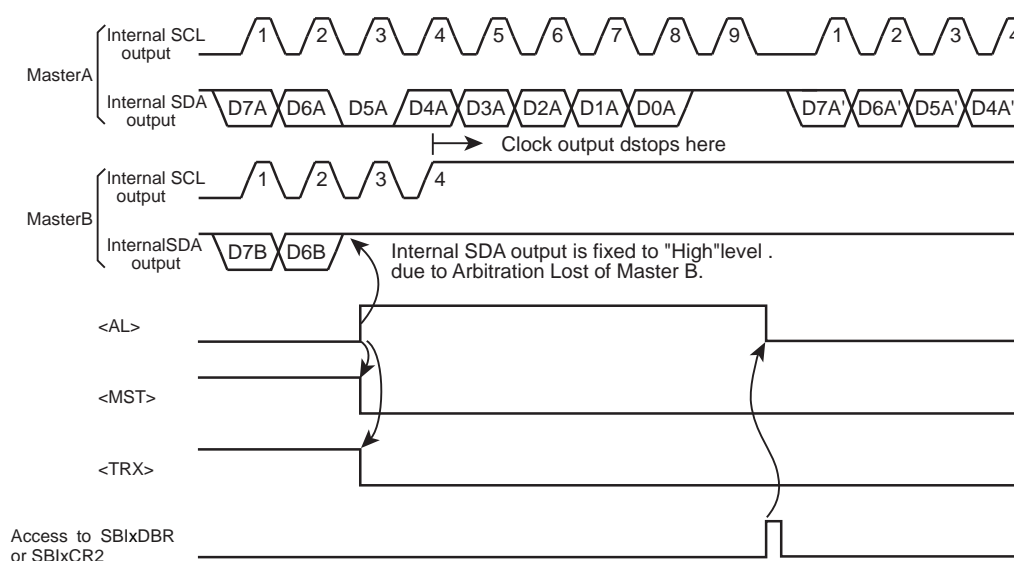 MasterA
Internal SCL
output
1 2 3 4 5 6 7 8 9 1 2 3 4
Internal SDA
output
D7A D6A D5A D4A D3A D2A D1A D0A D7A' D6A' D5A' D4A'
Clock output dstops here
MasterB
Internal SCL
output
1 2 3 4
InternalSDA
output
D7B D6B
Internal SDA output is fixed to "High"level .
due to Arbitration Lost of Master B.
<AL>
<MST>
<TRX>
Access to SBIxDBR
or SBIxCR2